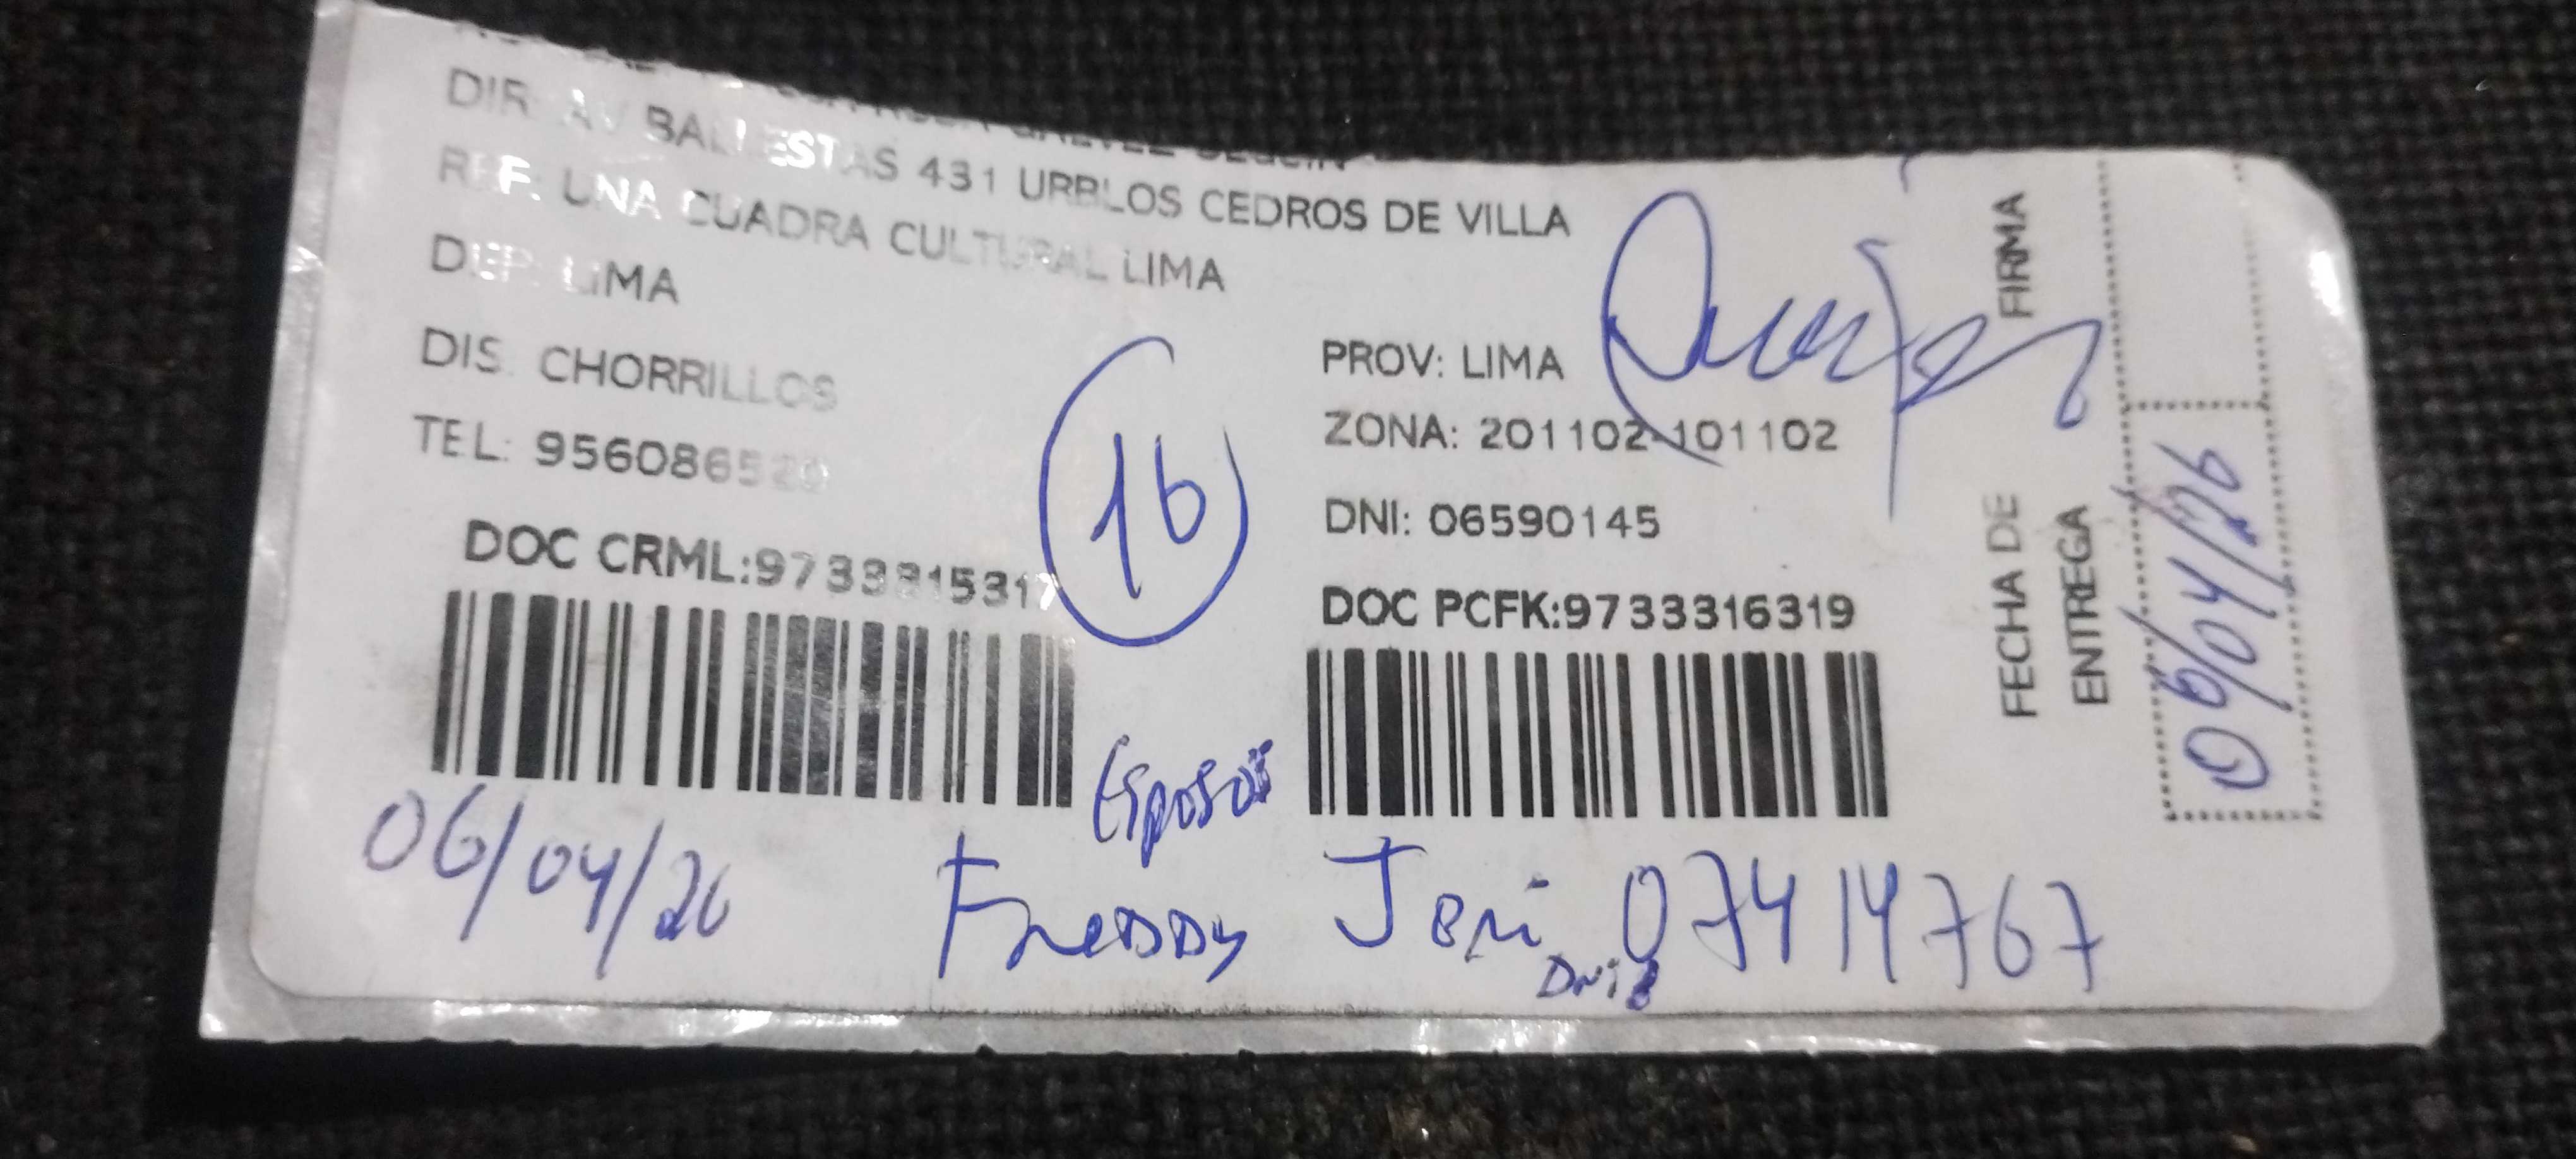 DIR: AV BALLESTAS 431 URBLOS CEDROS DE VILLA
REF: UNA CUADRA CULTURAL LIMA
DEP: LIMA
PROV: LIMA
DIS: CHORRILLOS
ZONA: 201102-101102
TEL: 956086520
16
DNI: 06590145
DOC CRML:9733315317
DOC PCFK:9733316319
FIRMA
FECHA DE
ENTREGA
06/04/26
Esposo
06/04/26
FREDDy Jeri 07414767
Dni